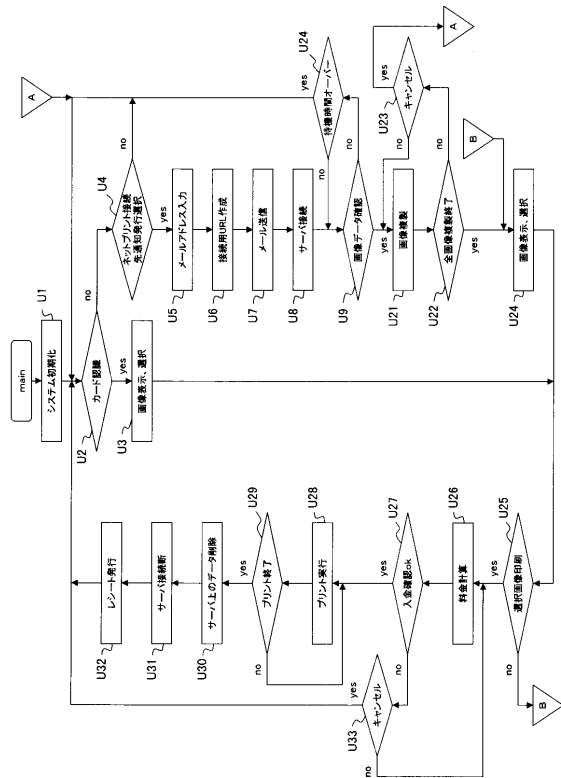 main
システム初期化
U1
カード認識
U2
yes
no
画像表示、選択
U3
ネットプリント接続
先通知発行選択
U4
no
yes
メールアドレス入力
U5
接続用URL作成
U6
メール送信
U7
サーバ接続
U8
画像データ確認
U9
no
yes
待機時間オーバー
U24
yes
no
画像複製
U21
全画像複製終了
U22
no
yes
キャンセル
U23
yes
no
A
A
B
画像表示、選択
U24
選択画像印刷
U25
yes
no
B
料金計算
U26
入金確認ok
U27
yes
no
キャンセル
U33
yes
no
プリント実行
U28
プリント終了
U29
yes
no
サーバ上のデータ削除
U30
サーバ接続断
U31
レシート発行
U32